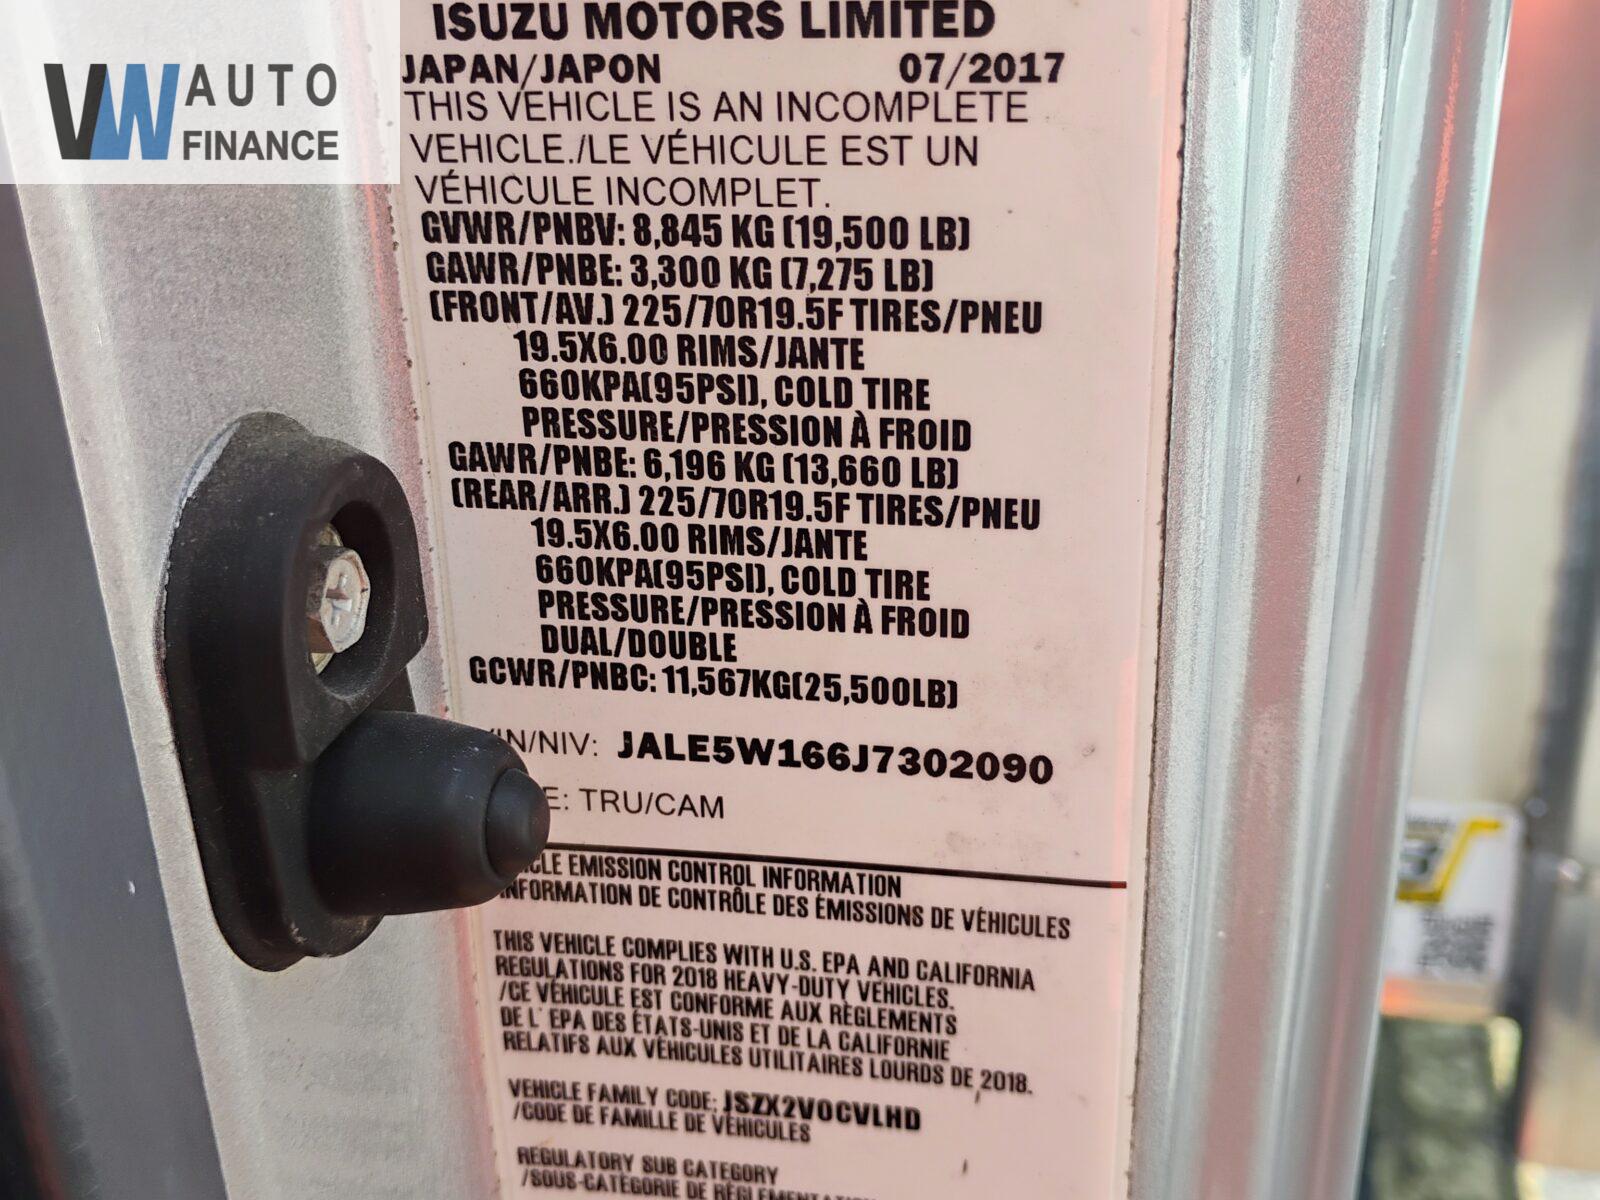 VW AUTO
FINANCE
ISUZU MOTORS LIMITED
JAPAN/JAPON 07/2017
THIS VEHICLE IS AN INCOMPLETE
VEHICLE./LE VÉHICULE EST UN
VÉHICULE INCOMPLET.
GVWR/PNBV: 8,845 KG (19,500 LB)
GAWR/PNBE: 3,300 KG (7,275 LB)
(FRONT/AV.) 225/70R19.5F TIRES/PNEU
19.5X6.00 RIMS/JANTE
660KPA(95PSI), COLD TIRE
PRESSURE/PRESSION À FROID
GAWR/PNBE: 6,196 KG (13,660 LB)
(REAR/ARR.) 225/70R19.5F TIRES/PNEU
19.5X6.00 RIMS/JANTE
660KPA(95PSI), COLD TIRE
PRESSURE/PRESSION À FROID
DUAL/DOUBLE
GCWR/PNBC: 11,567KG(25,500LB)
IN/NIV: JALE5W166J7302090
E: TRU/CAM
CLE EMISSION CONTROL INFORMATION
NFORMATION DE CONTRÔLE DES ÉMISSIONS DE VÉHICULES
THIS VEHICLE COMPLIES WITH U.S. EPA AND CALIFORNIA
REGULATIONS FOR 2018 HEAVY-DUTY VEHICLES.
/CE VÉHICULE EST CONFORME AUX RÈGLEMENTS
DE L' EPA DES ÉTATS-UNIS ET DE LA CALIFORNIE
RELATIFS AUX VÉHICULES UTILITAIRES LOURDS DE 2018.
VEHICLE FAMILY CODE: JSZX2VOCVLHD
/CODE DE FAMILLE DE VÉHICULES
REGULATORY SUB CATEGORY
/SOUS-CATÉGORIE DE RÉGLEMENTATION